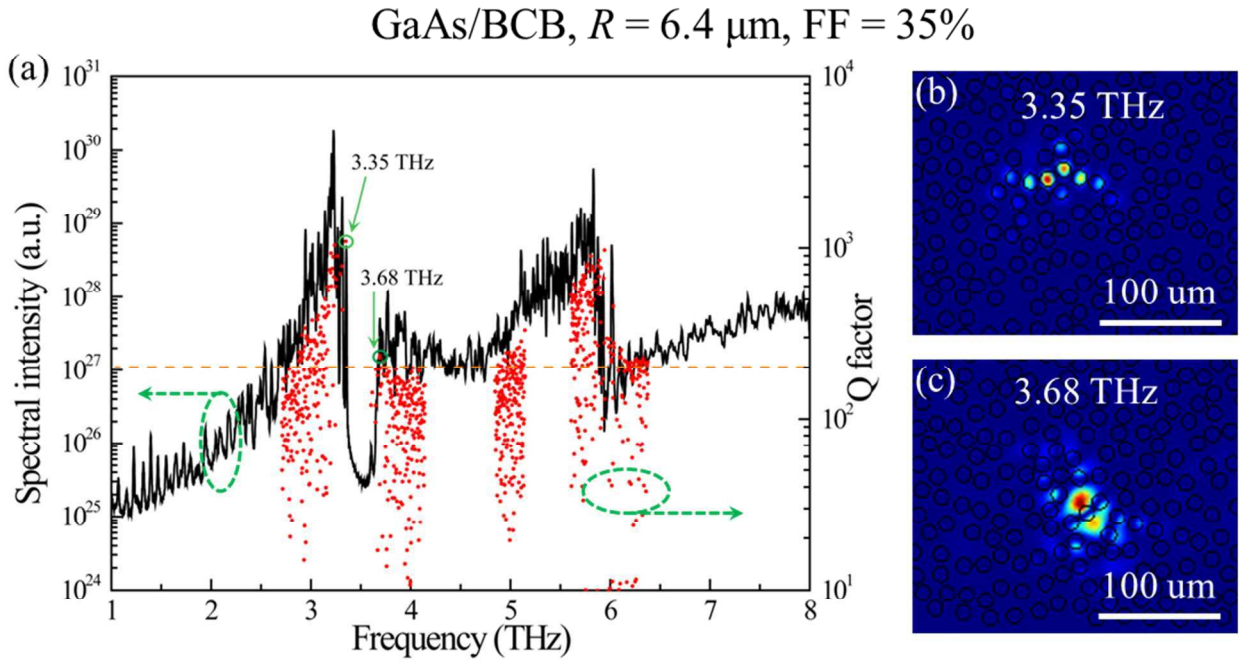 GaAs/BCB, R = 6.4 μm, FF = 35%
(a)
10^31
10^30
10^29
10^28
10^27
10^26
10^25
10^24
Spectral intensity (a.u.)
3.35 THz
3.68 THz
10^4
10^3
10^2
10^1
Q factor
1 2 3 4 5 6 7 8
Frequency (THz)
(b)
3.35 THz
100 um
(c)
3.68 THz
100 um